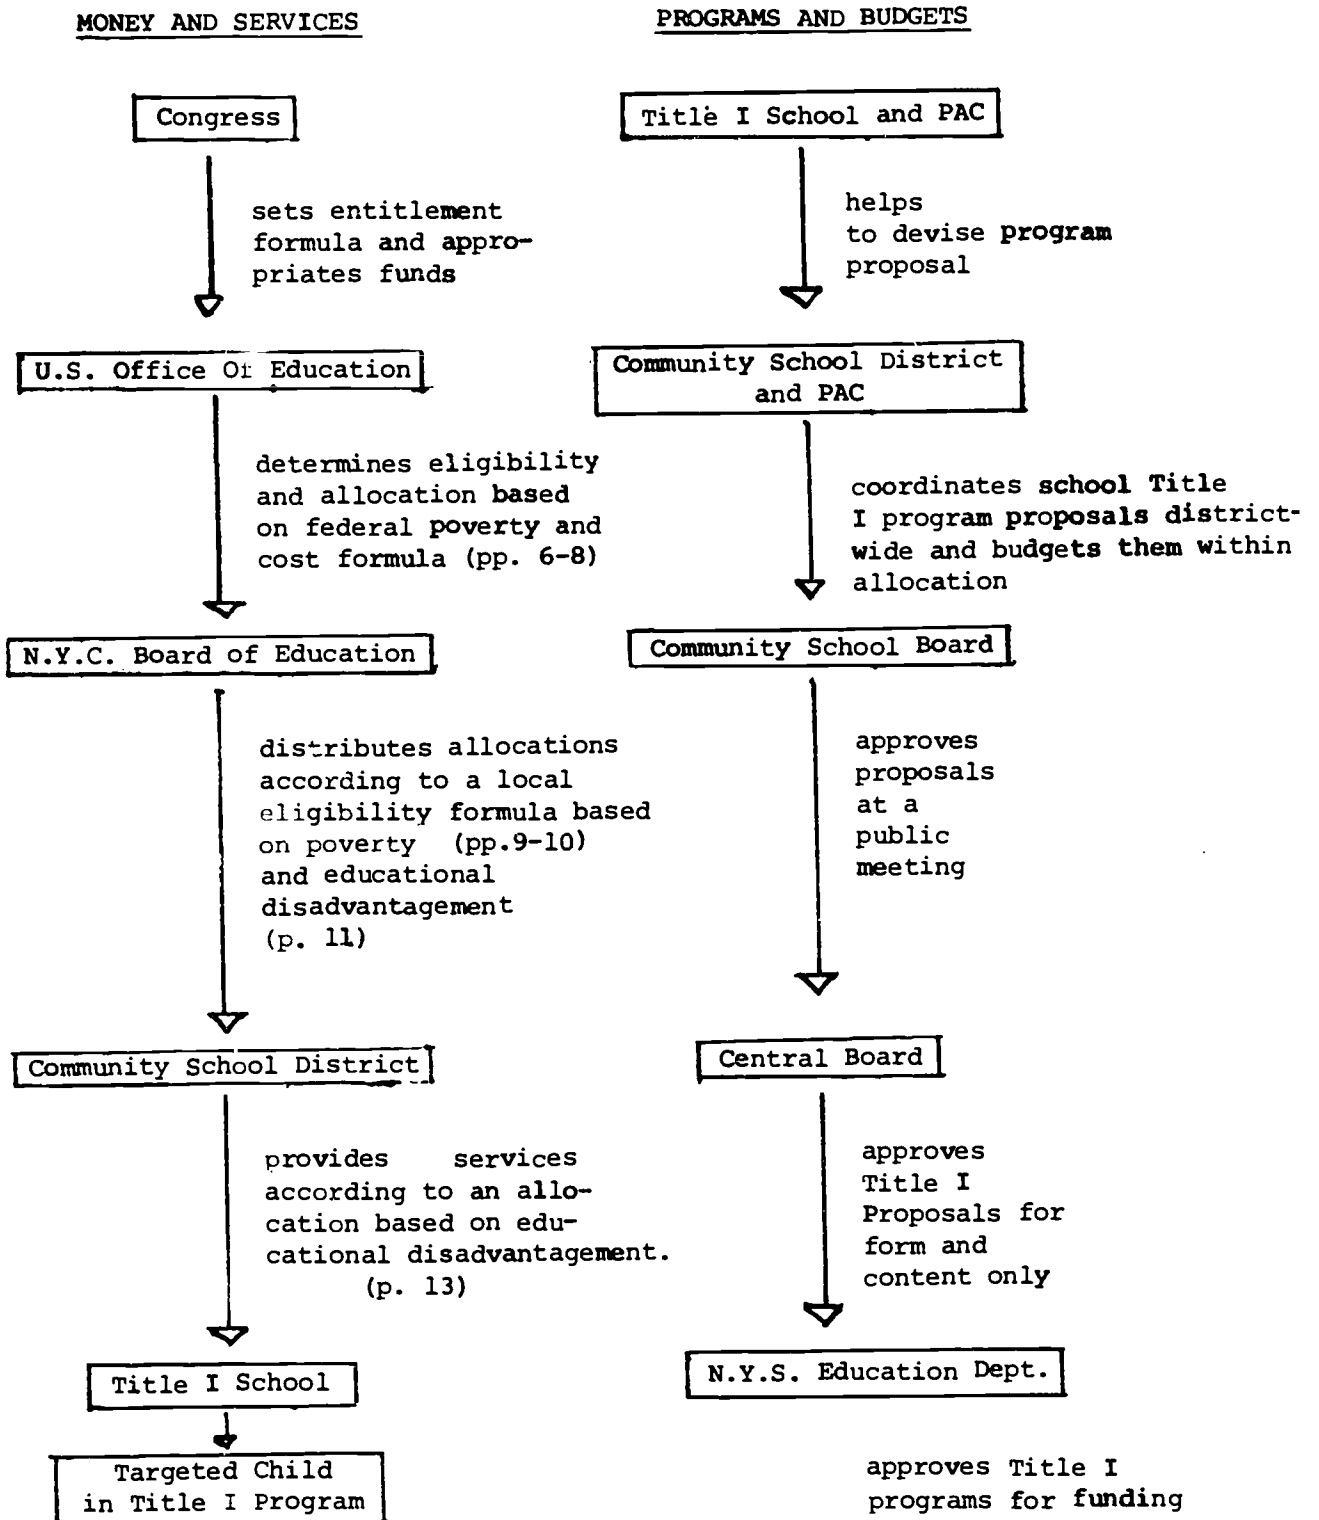 MONEY AND SERVICES
Congress
sets entitlement
formula and appro-
priates funds
U.S. Office Of Education
determines eligibility
and allocation based
on federal poverty and
cost formula (pp. 6-8)
N.Y.C. Board of Education
distributes allocations
according to a local
eligibility formula based
on poverty (pp.9-10)
and educational
disadvantagement
(p. 11)
Community School District
provides services
according to an allo-
cation based on edu-
cational disadvantagement.
(p. 13)
Title I School
Targeted Child
in Title I Program
PROGRAMS AND BUDGETS
Title I School and PAC
helps
to devise program
proposal
Community School District
and PAC
coordinates school Title
I program proposals district-
wide and budgets them within
allocation
Community School Board
approves
proposals
at a
public
meeting
Central Board
approves
Title I
Proposals for
form and
content only
N.Y.S. Education Dept.
approves Title I
programs for funding